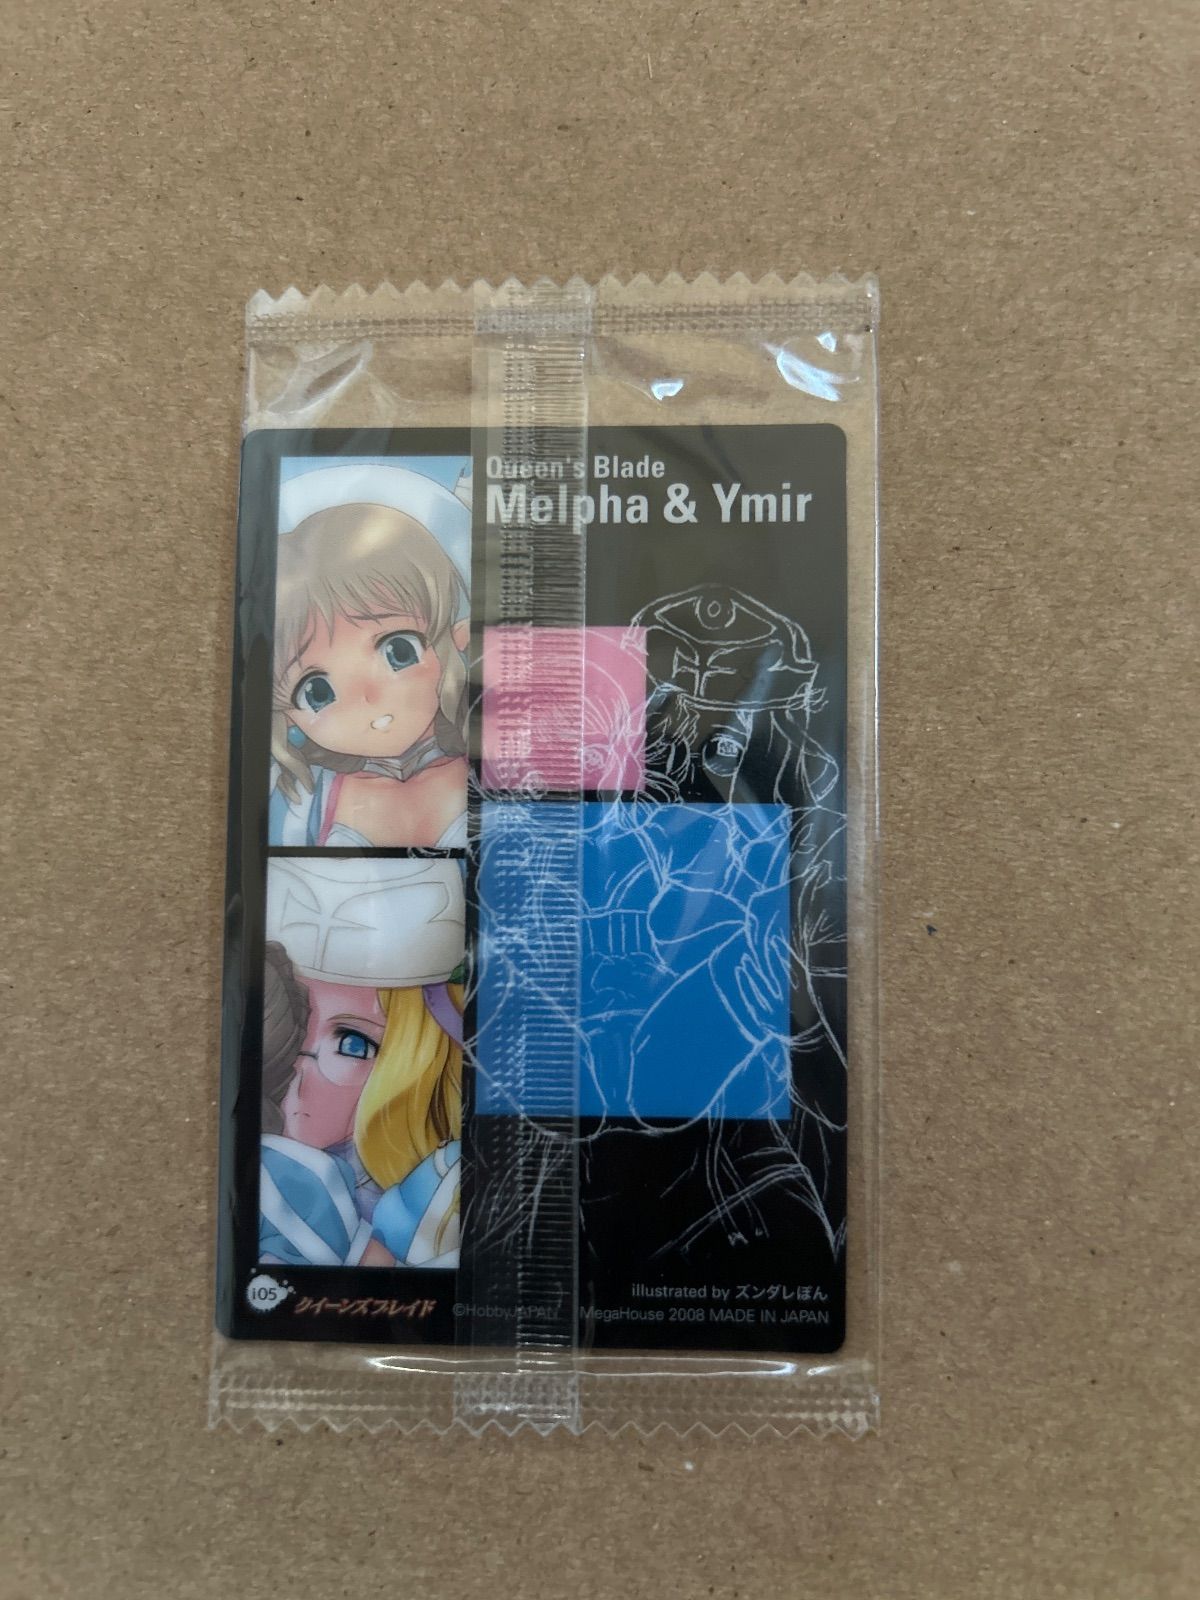 Queen's Blade
Melpha & Ymir
i05
クイーンズブレイド
illustrated by ズンダレぽん
©HobbyJAPAN MegaHouse 2008 MADE IN JAPAN